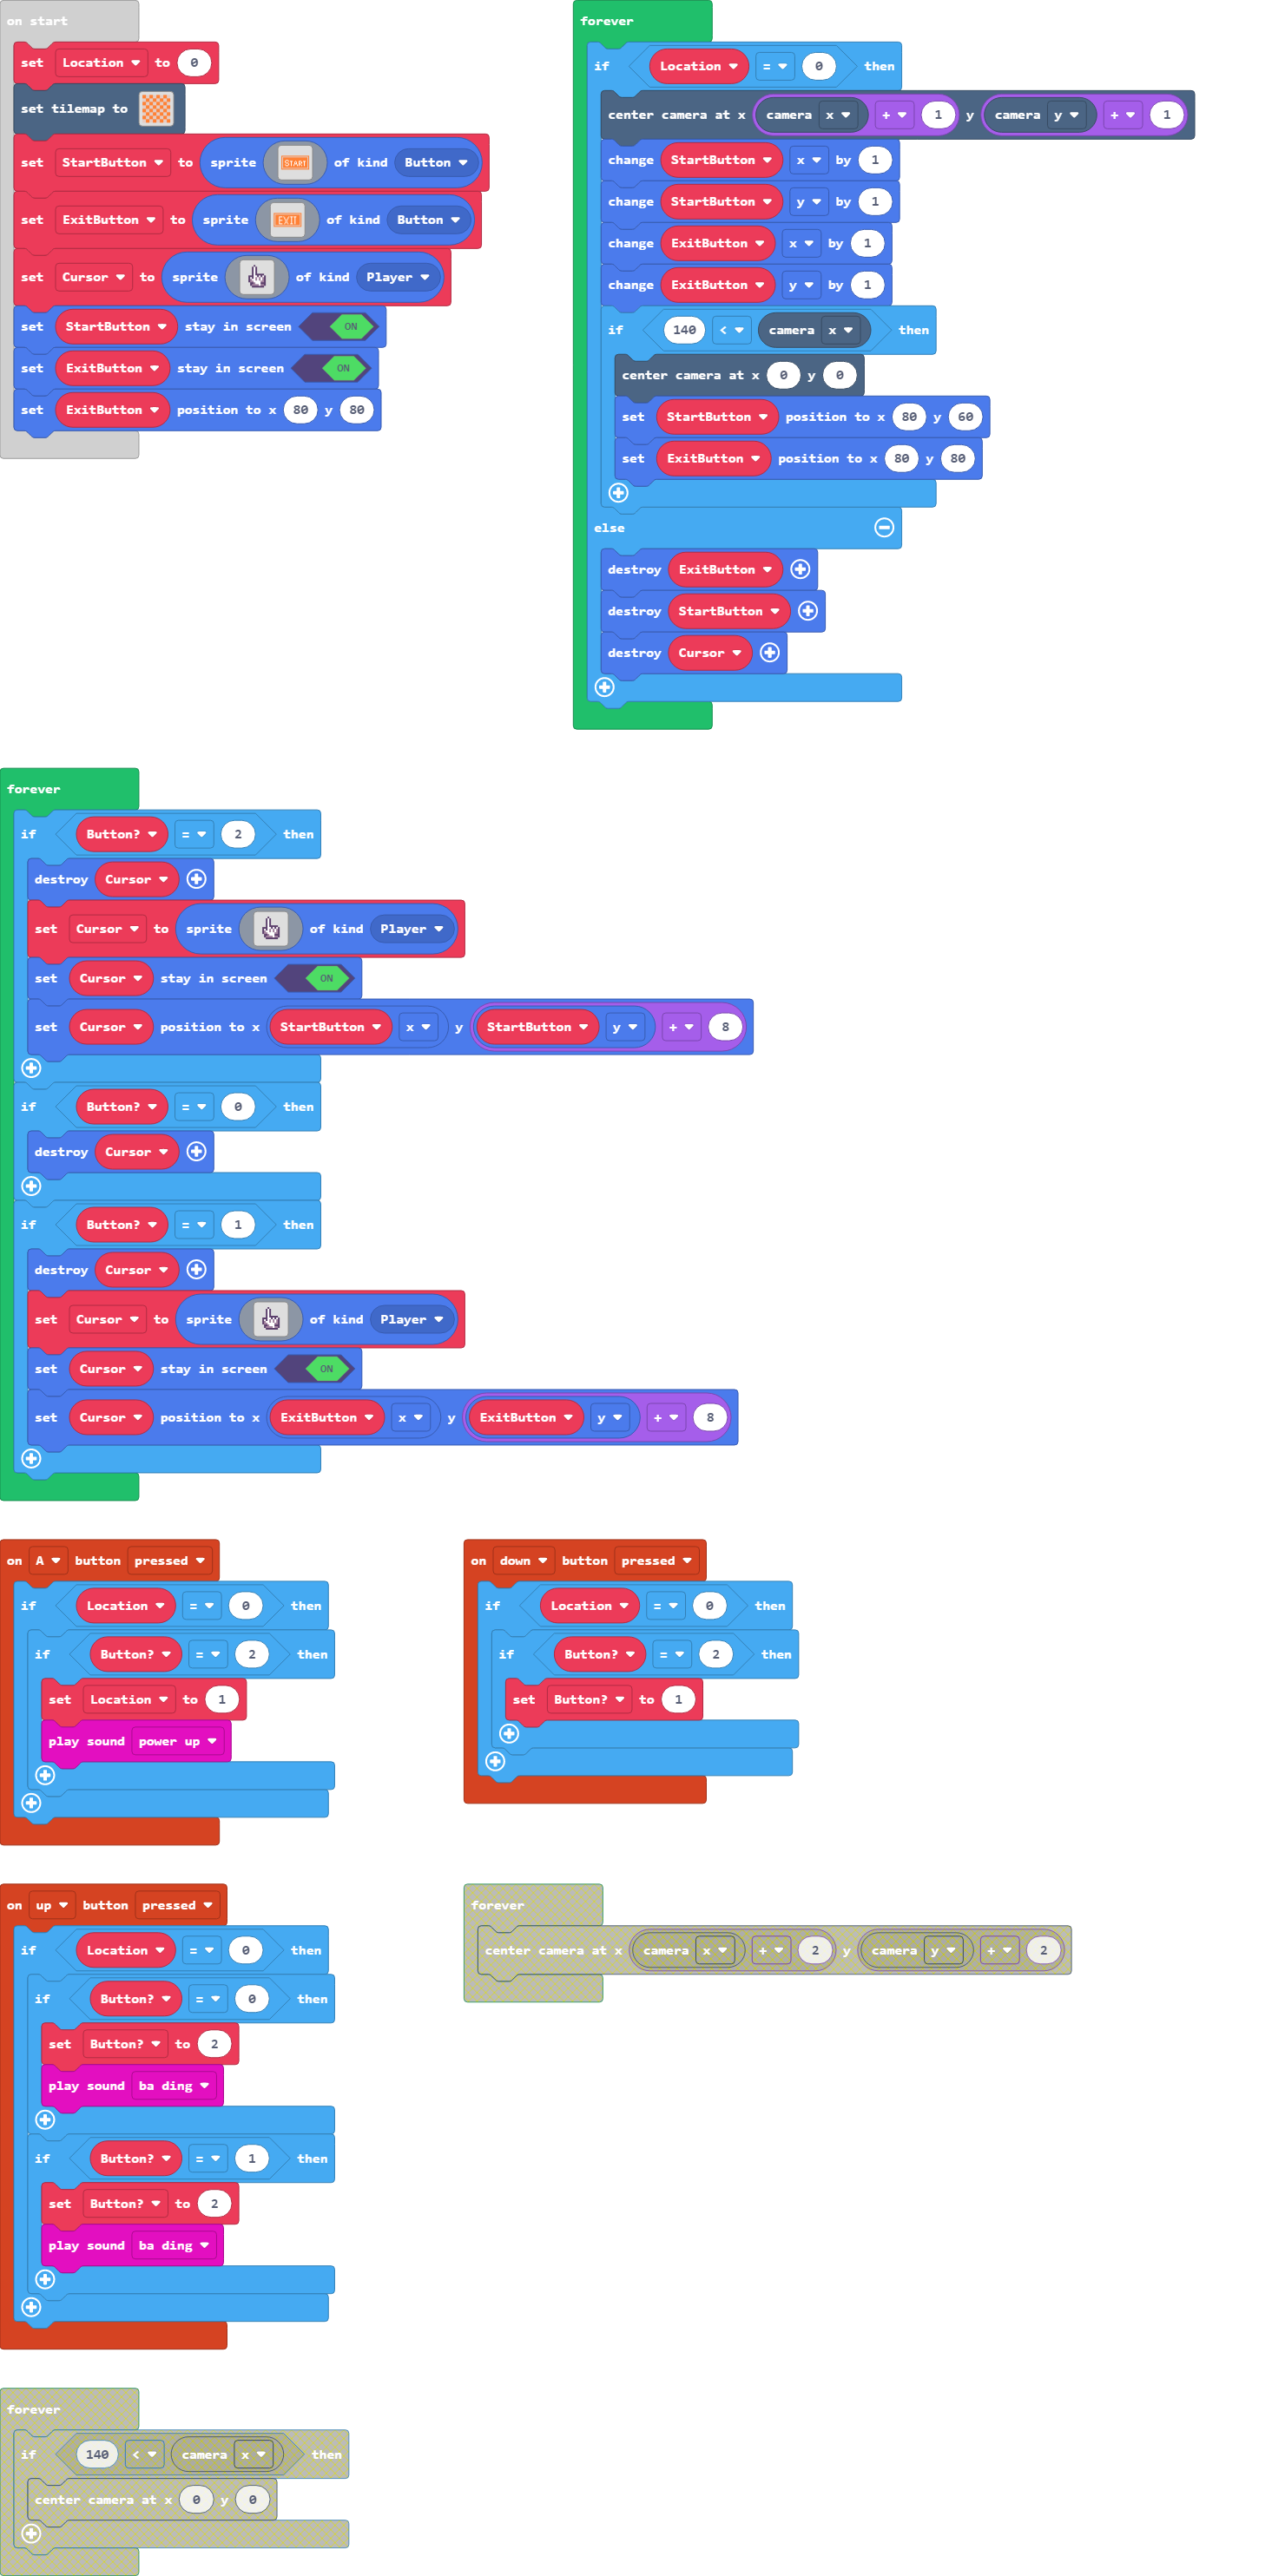 on start
set Location to 0
set tilemap to
set StartButton to sprite START of kind Button
set ExitButton to sprite EXIT of kind Button
set Cursor to sprite of kind Player
set StartButton stay in screen ON
set ExitButton stay in screen ON
set ExitButton position to x 80 y 80
forever
if Location = 0 then
center camera at x camera x + 1 y camera y + 1
change StartButton x by 1
change StartButton y by 1
change ExitButton x by 1
change ExitButton y by 1
if 140 < camera x then
center camera at x 0 y 0
set StartButton position to x 80 y 60
set ExitButton position to x 80 y 80
else
destroy ExitButton
destroy StartButton
destroy Cursor
forever
if Button? = 2 then
destroy Cursor
set Cursor to sprite of kind Player
set Cursor stay in screen ON
set Cursor position to x StartButton x y StartButton y + 8
if Button? = 0 then
destroy Cursor
if Button? = 1 then
destroy Cursor
set Cursor to sprite of kind Player
set Cursor stay in screen ON
set Cursor position to x ExitButton x y ExitButton y + 8
on A button pressed
if Location = 0 then
if Button? = 2 then
set Location to 1
play sound power up
on down button pressed
if Location = 0 then
if Button? = 2 then
set Button? to 1
on up button pressed
if Location = 0 then
if Button? = 0 then
set Button? to 2
play sound ba ding
if Button? = 1 then
set Button? to 2
play sound ba ding
forever
center camera at x camera x + 2 y camera y + 2
forever
if 140 < camera x then
center camera at x 0 y 0